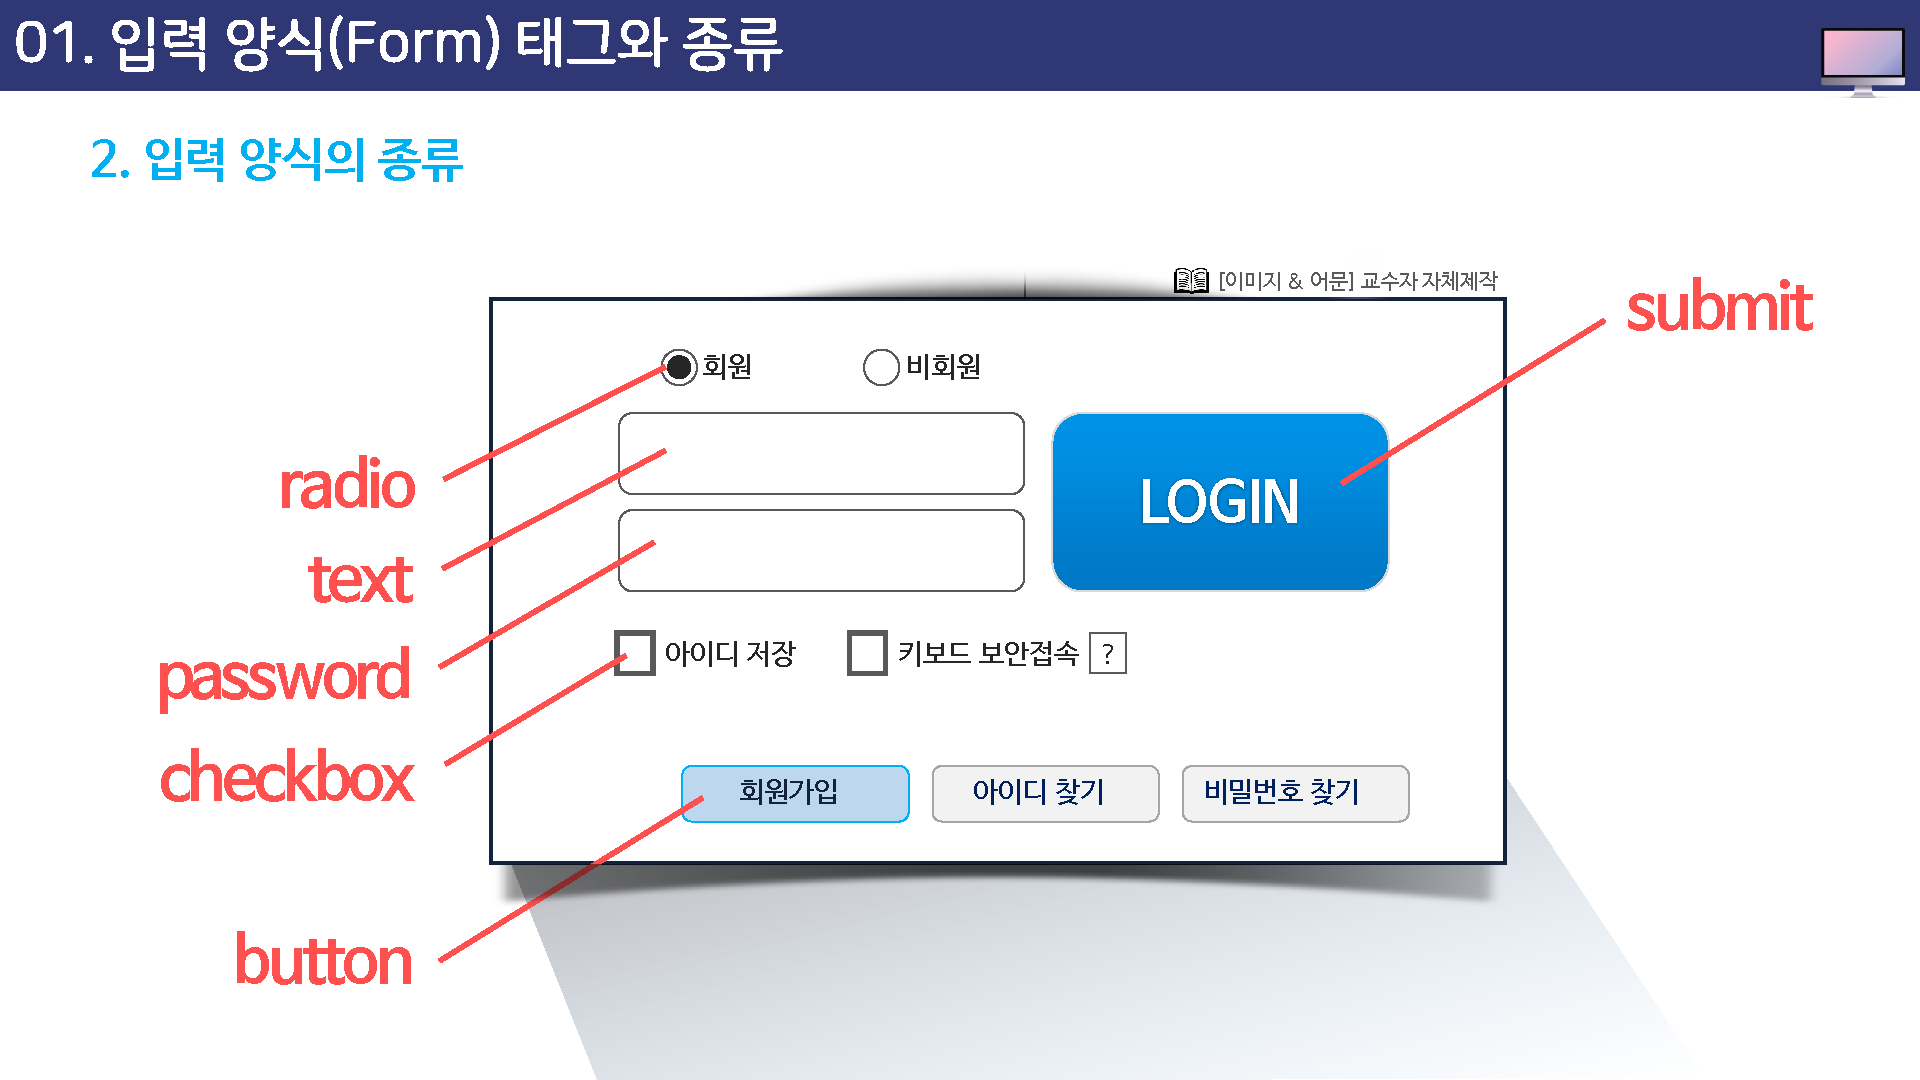 01. 입력 양식(Form) 태그와 종류
2. 입력 양식의 종류
[이미지 & 어문] 교수자 자체제작
submit
회원
비회원
radio
text
LOGIN
password
아이디 저장
키보드 보안접속 ?
checkbox
회원가입
아이디 찾기
비밀번호 찾기
button